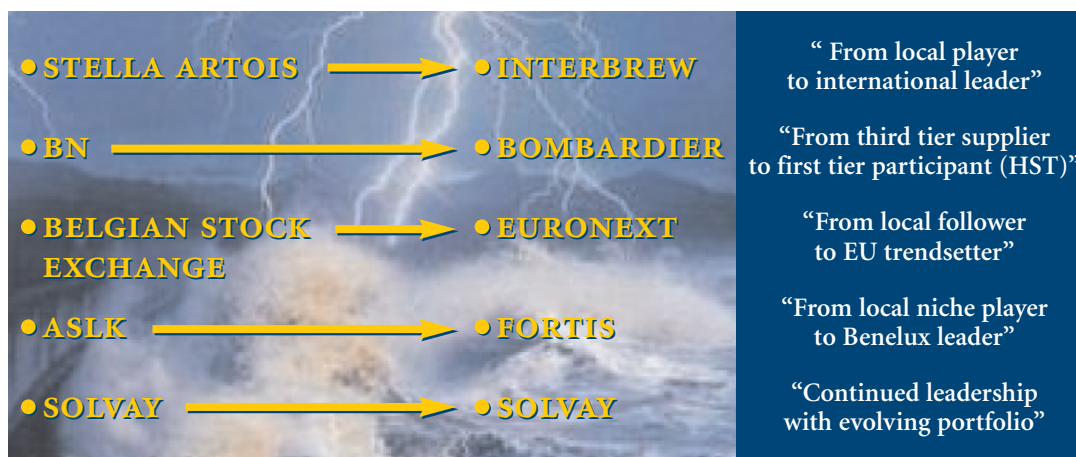 • STELLA ARTOIS → • INTERBREW
“ From local player
to international leader”
• BN → • BOMBARDIER
“From third tier supplier
to first tier participant (HST)”
• BELGIAN STOCK → • EURONEXT
EXCHANGE
“From local follower
to EU trendsetter”
• ASLK → • FORTIS
“From local niche player
to Benelux leader”
• SOLVAY → • SOLVAY
“Continued leadership
with evolving portfolio”